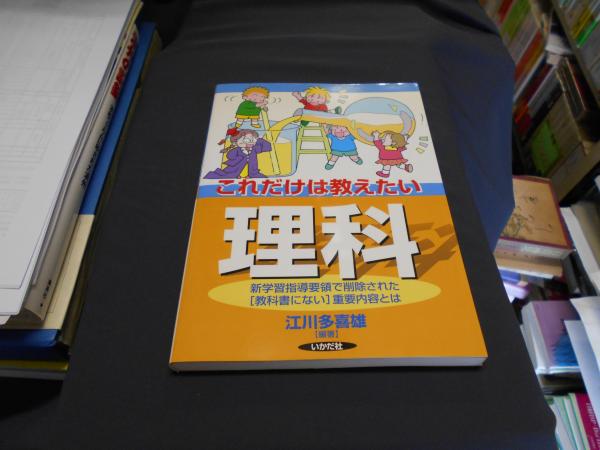 これだけは教えたい
理科
新学習指導要領で削除された
[教科書にない]重要内容とは
江川多喜雄
[編著]
いかだ社